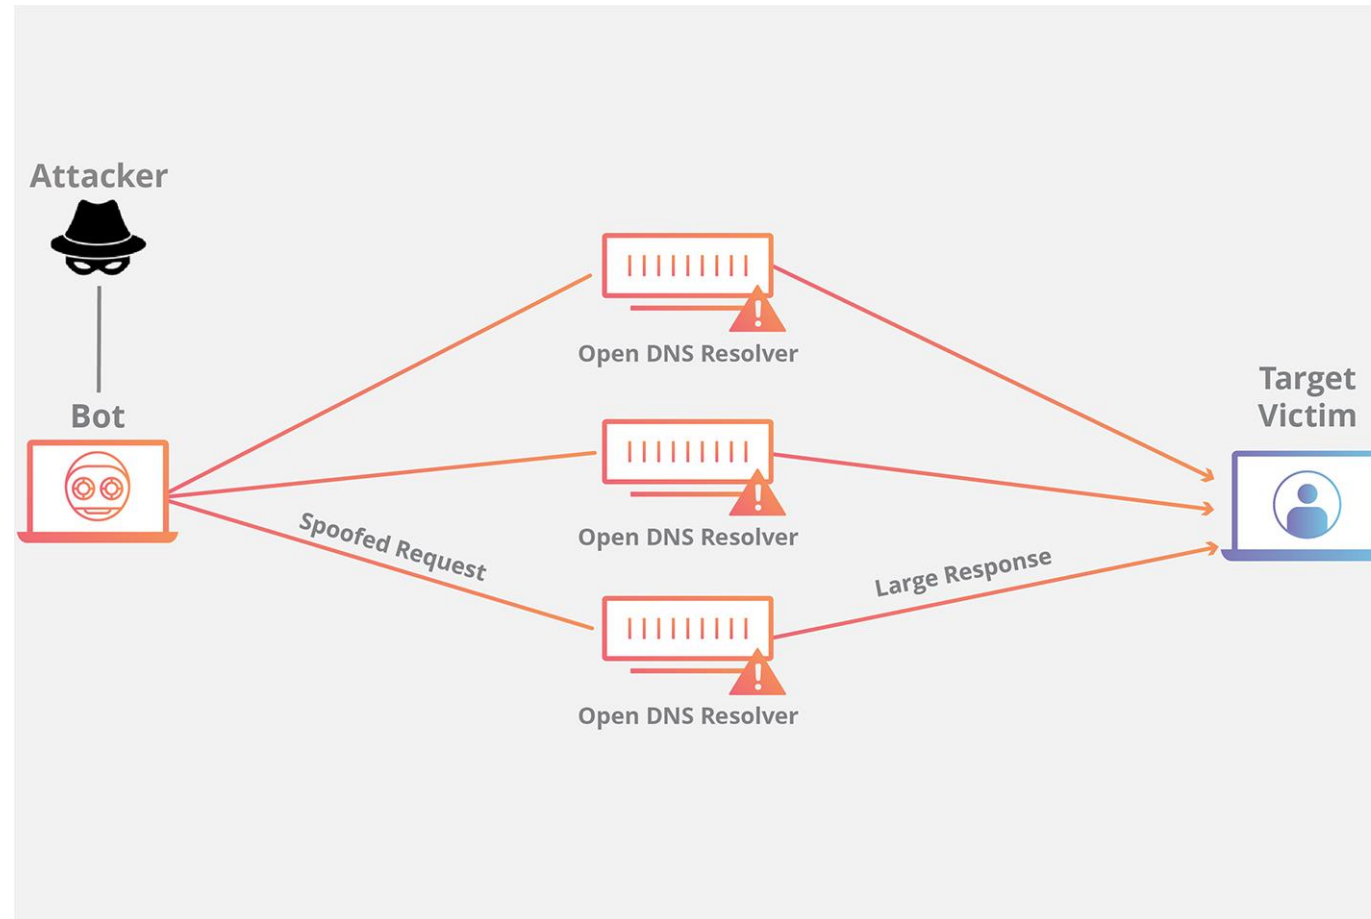 Attacker
Bot
Spoofed Request
Open DNS Resolver
Open DNS Resolver
Open DNS Resolver
Large Response
Target
Victim